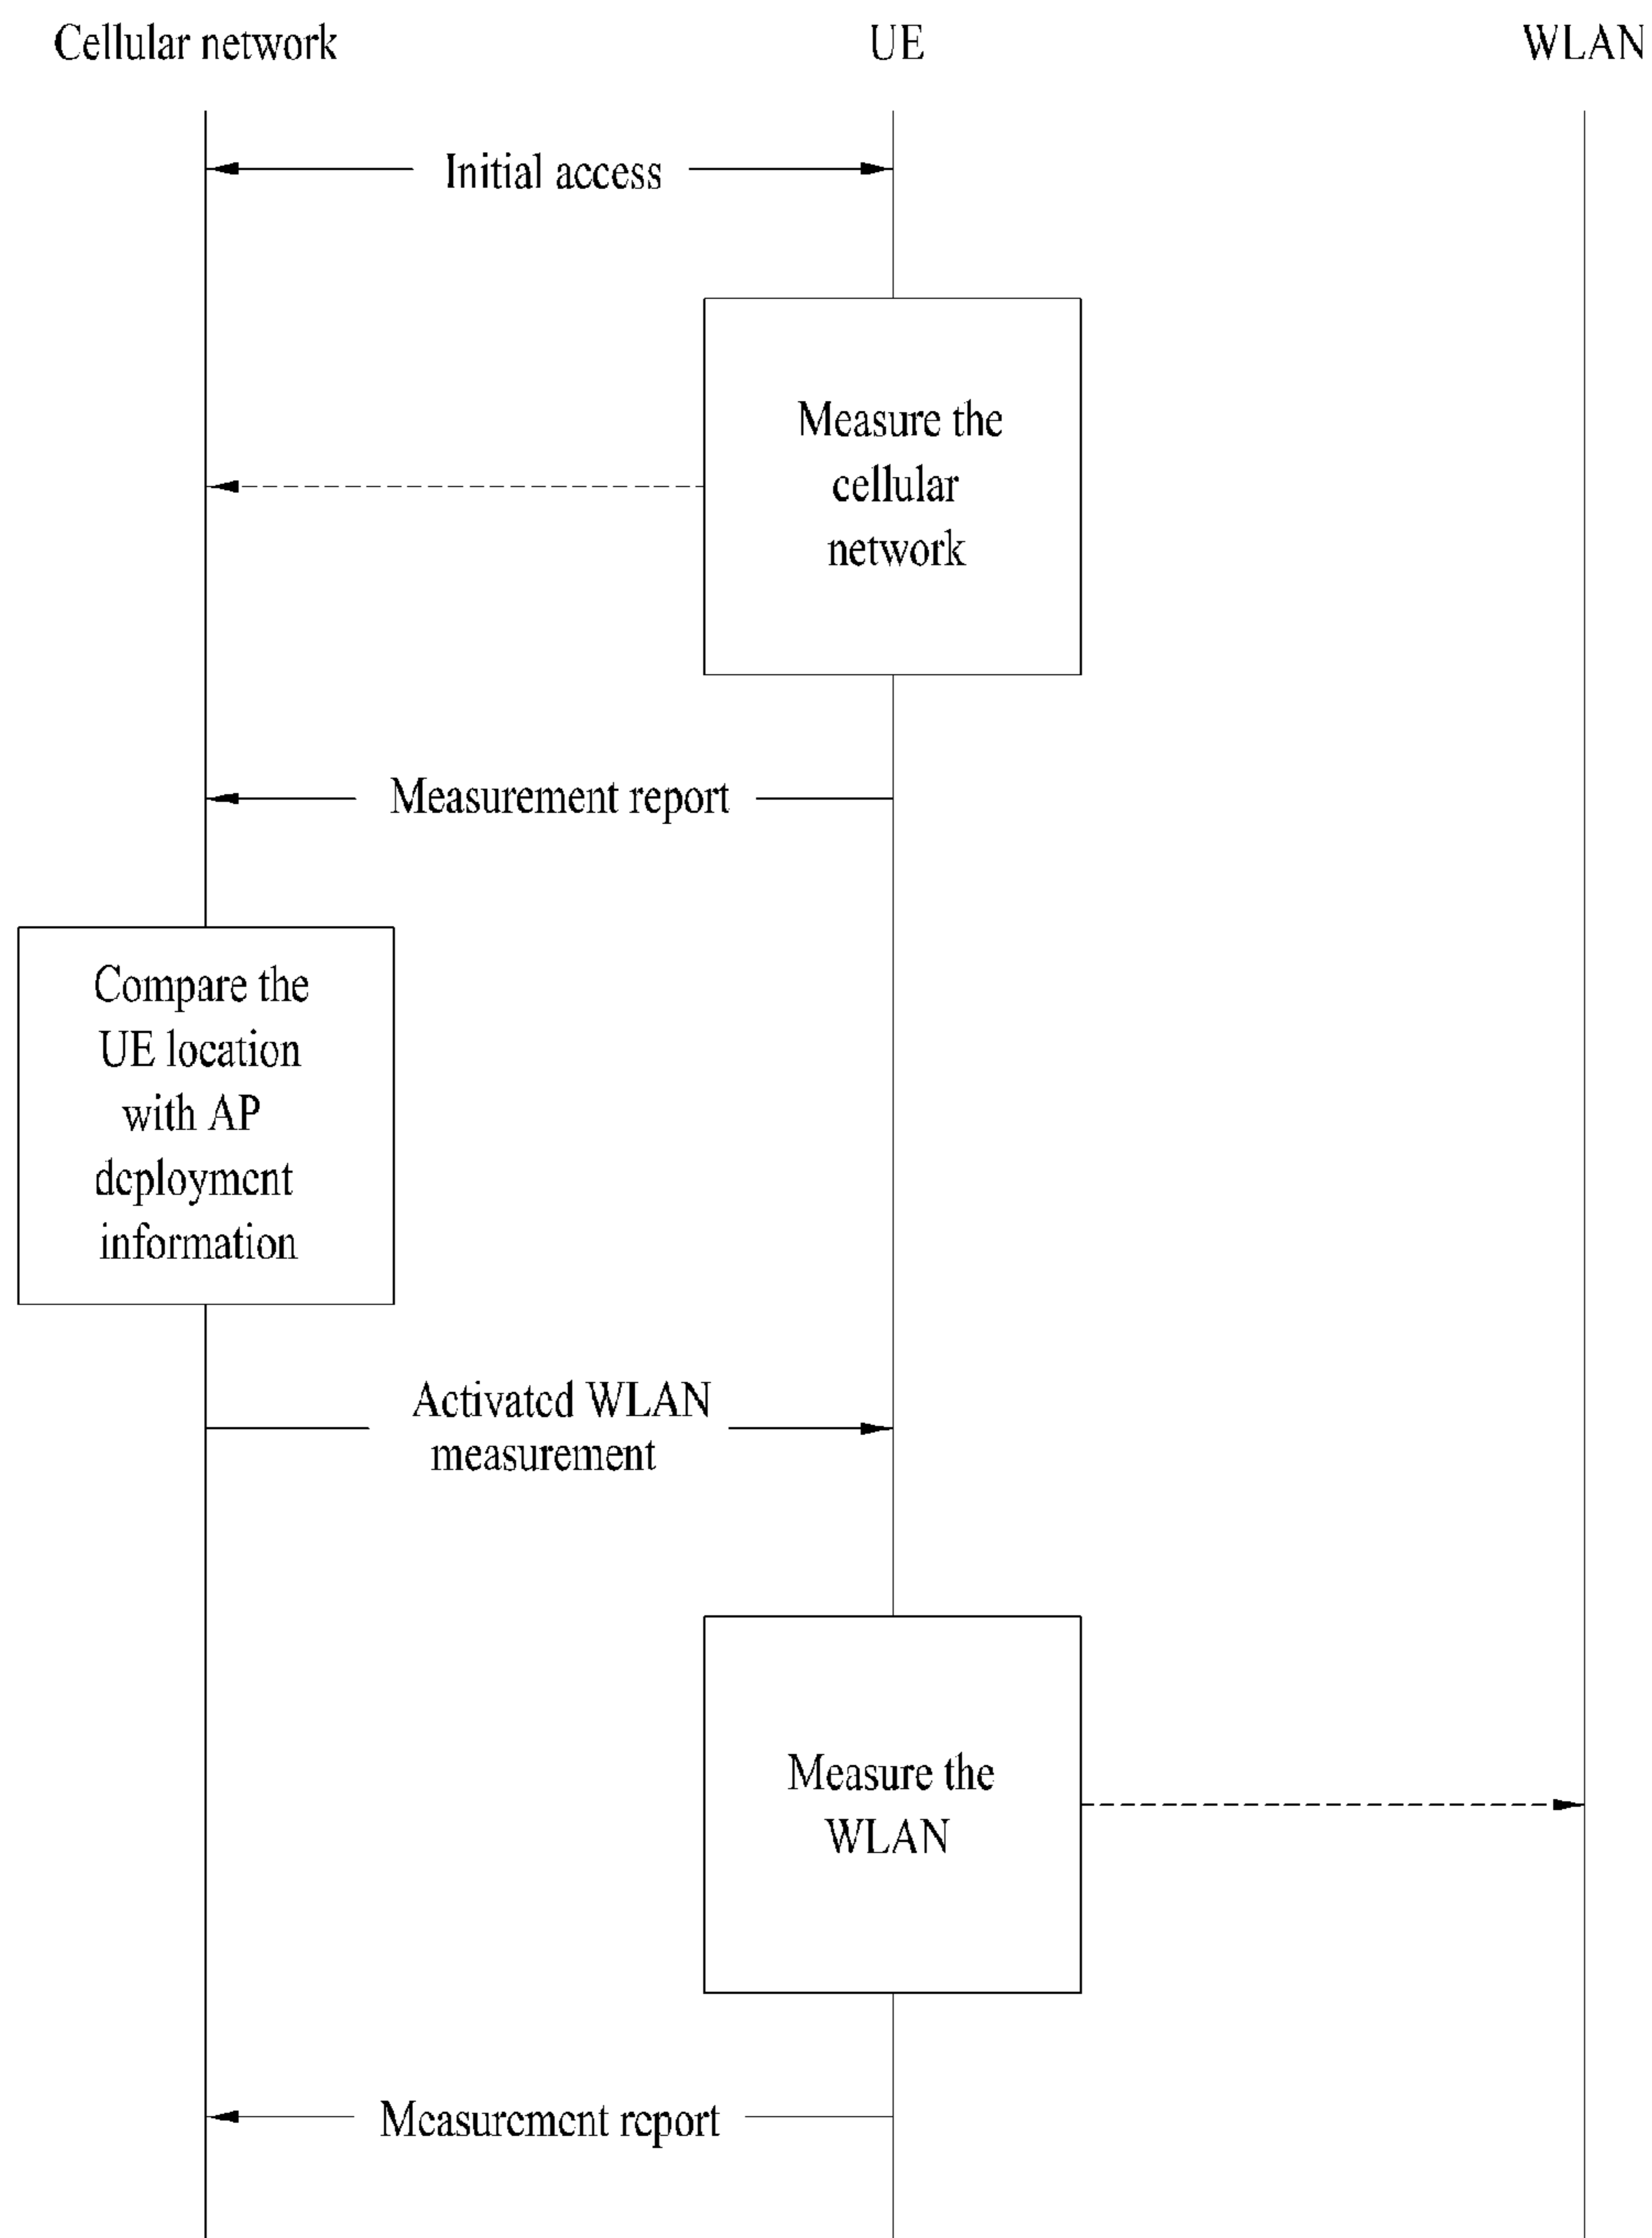 Cellular network
UE
WLAN
Initial access
Measure the
cellular
network
Measurement report
Compare the
UE location
with AP
deployment
information
Activated WLAN
measurement
Measure the
WLAN
Measurement report